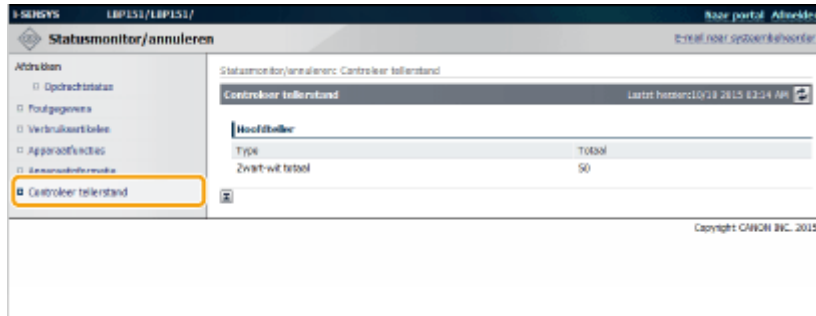 i-SENSYS LBP151/LBP151/ Naar portal Afmelden
Statusmonitor/annuleren E-mail naar systeembeheerder
Afdrukken
Opdrachtstatus
Foutgegevens
Verbruiksartikelen
Apparaatfuncties
Apparaatinformatie
Controleer tellerstand
Statusmonitor/annuleren: Controleer tellerstand
Controleer tellerstand Laatst herzien:10/10 2015 03:14 AM
Hoofdteller
Type Totaal
Zwart-wit totaal 50
Copyright CANON INC. 2015